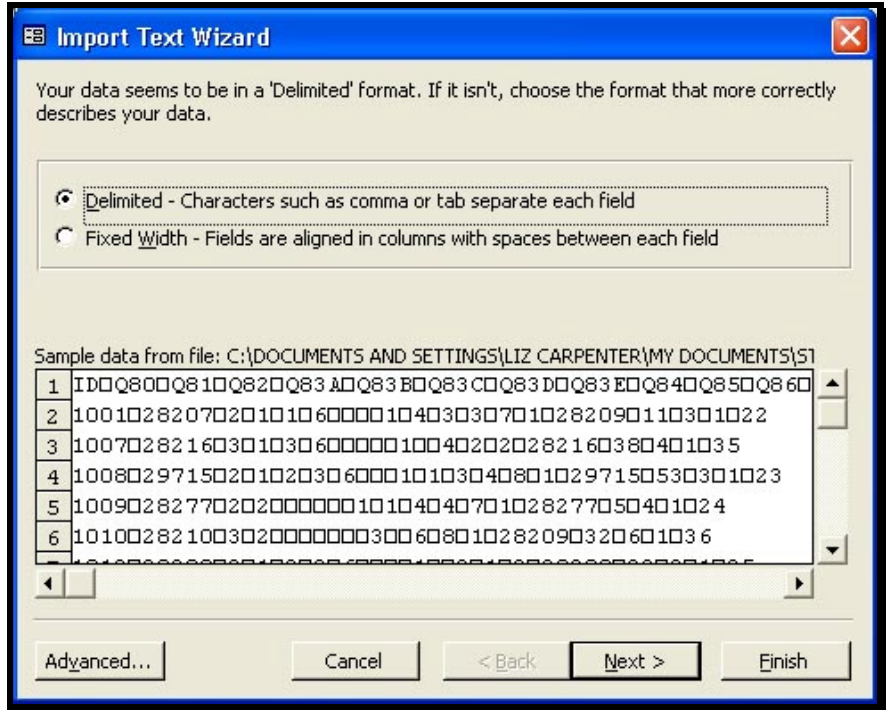 Import Text Wizard
Your data seems to be in a 'Delimited' format. If it isn't, choose the format that more correctly
describes your data.
Delimited - Characters such as comma or tab separate each field
Fixed Width - Fields are aligned in columns with spaces between each field
Sample data from file: C:\DOCUMENTS AND SETTINGS\LIZ CARPENTER\MY DOCUMENTS\ST
1 ID□Q80□Q81□Q82□Q83A□Q83B□Q83C□Q83D□Q83E□Q84□Q85□Q86□
2 1001□28207□2□1□1□6□□□□1□4□3□3□7□1□28209□11□3□1□22
3 1007□28216□3□1□3□6□□□□□1□□4□2□2□28216□38□4□1□35
4 1008□29715□2□1□2□3□6□□□1□1□3□4□8□1□29715□53□3□1□23
5 1009□28277□2□2□□□□□□1□1□4□4□7□1□28277□5□4□1□24
6 1010□28210□3□2□□□□□□□3□□6□8□1□28209□32□6□1□36
Advanced...
Cancel
< Back
Next >
Finish